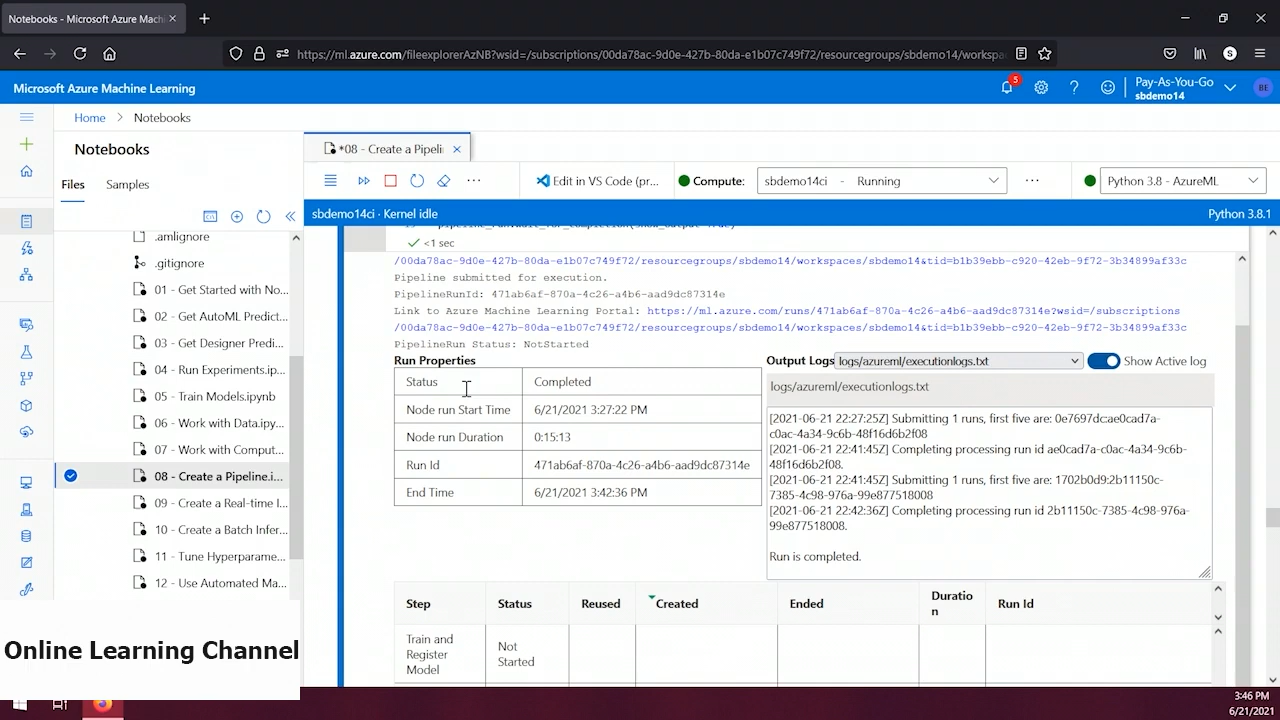 Notebooks - Microsoft Azure Machi
https://ml.azure.com/fileexplorerAzNB?wsid=/subscriptions/00da78ac-9d0e-427b-80da-e1b07c749f72/resourcegroups/sbdemo14/workspa
S
Microsoft Azure Machine Learning
5
Pay-As-You-Go
sbdemo14
BE
Home > Notebooks
Notebooks
Files Samples
*08 - Create a Pipeli
Edit in VS Code (pr...
Compute:
sbdemo14ci - Running
Python 3.8 - AzureML
sbdemo14ci · Kernel idle
Python 3.8.1
.amlignore
.gitignore
01 - Get Started with No...
02 - Get AutoML Predict...
03 - Get Designer Predi...
04 - Run Experiments.ip...
05 - Train Models.ipynb
06 - Work with Data.ipy...
07 - Work with Comput...
08 - Create a Pipeline.i...
09 - Create a Real-time I...
10 - Create a Batch Infer...
11 - Tune Hyperparame...
12 - Use Automated Ma...
<1 sec
/00da78ac-9d0e-427b-80da-e1b07c749f72/resourcegroups/sbdemo14/workspaces/sbdemo14&tid=b1b39ebb-c920-42eb-9f72-3b34899af33c
Pipeline submitted for execution.
PipelineRunId: 471ab6af-870a-4c26-a4b6-aad9dc87314e
Link to Azure Machine Learning Portal: https://ml.azure.com/runs/471ab6af-870a-4c26-a4b6-aad9dc87314e?wsid=/subscriptions
/00da78ac-9d0e-427b-80da-e1b07c749f72/resourcegroups/sbdemo14/workspaces/sbdemo14&tid=b1b39ebb-c920-42eb-9f72-3b34899af33c
PipelineRun Status: NotStarted
Run Properties
Status Completed
Node run Start Time 6/21/2021 3:27:22 PM
Node run Duration 0:15:13
Run Id 471ab6af-870a-4c26-a4b6-aad9dc87314e
End Time 6/21/2021 3:42:36 PM
Output Logs logs/azureml/executionlogs.txt Show Active log
logs/azureml/executionlogs.txt
[2021-06-21 22:27:25Z] Submitting 1 runs, first five are: 0e7697dcae0cad7a-
c0ac-4a34-9c6b-48f16d6b2f08
[2021-06-21 22:41:45Z] Completing processing run id ae0cad7a-c0ac-4a34-9c6b-
48f16d6b2f08.
[2021-06-21 22:41:45Z] Submitting 1 runs, first five are: 1702b0d9:2b11150c-
7385-4c98-976a-99e877518008
[2021-06-21 22:42:36Z] Completing processing run id 2b11150c-7385-4c98-976a-
99e877518008.
Run is completed.
Step Status Reused Created Ended Duratio
n Run Id
Train and
Register
Model
Not
Started
Online Learning Channel
3:46 PM
6/21/2021